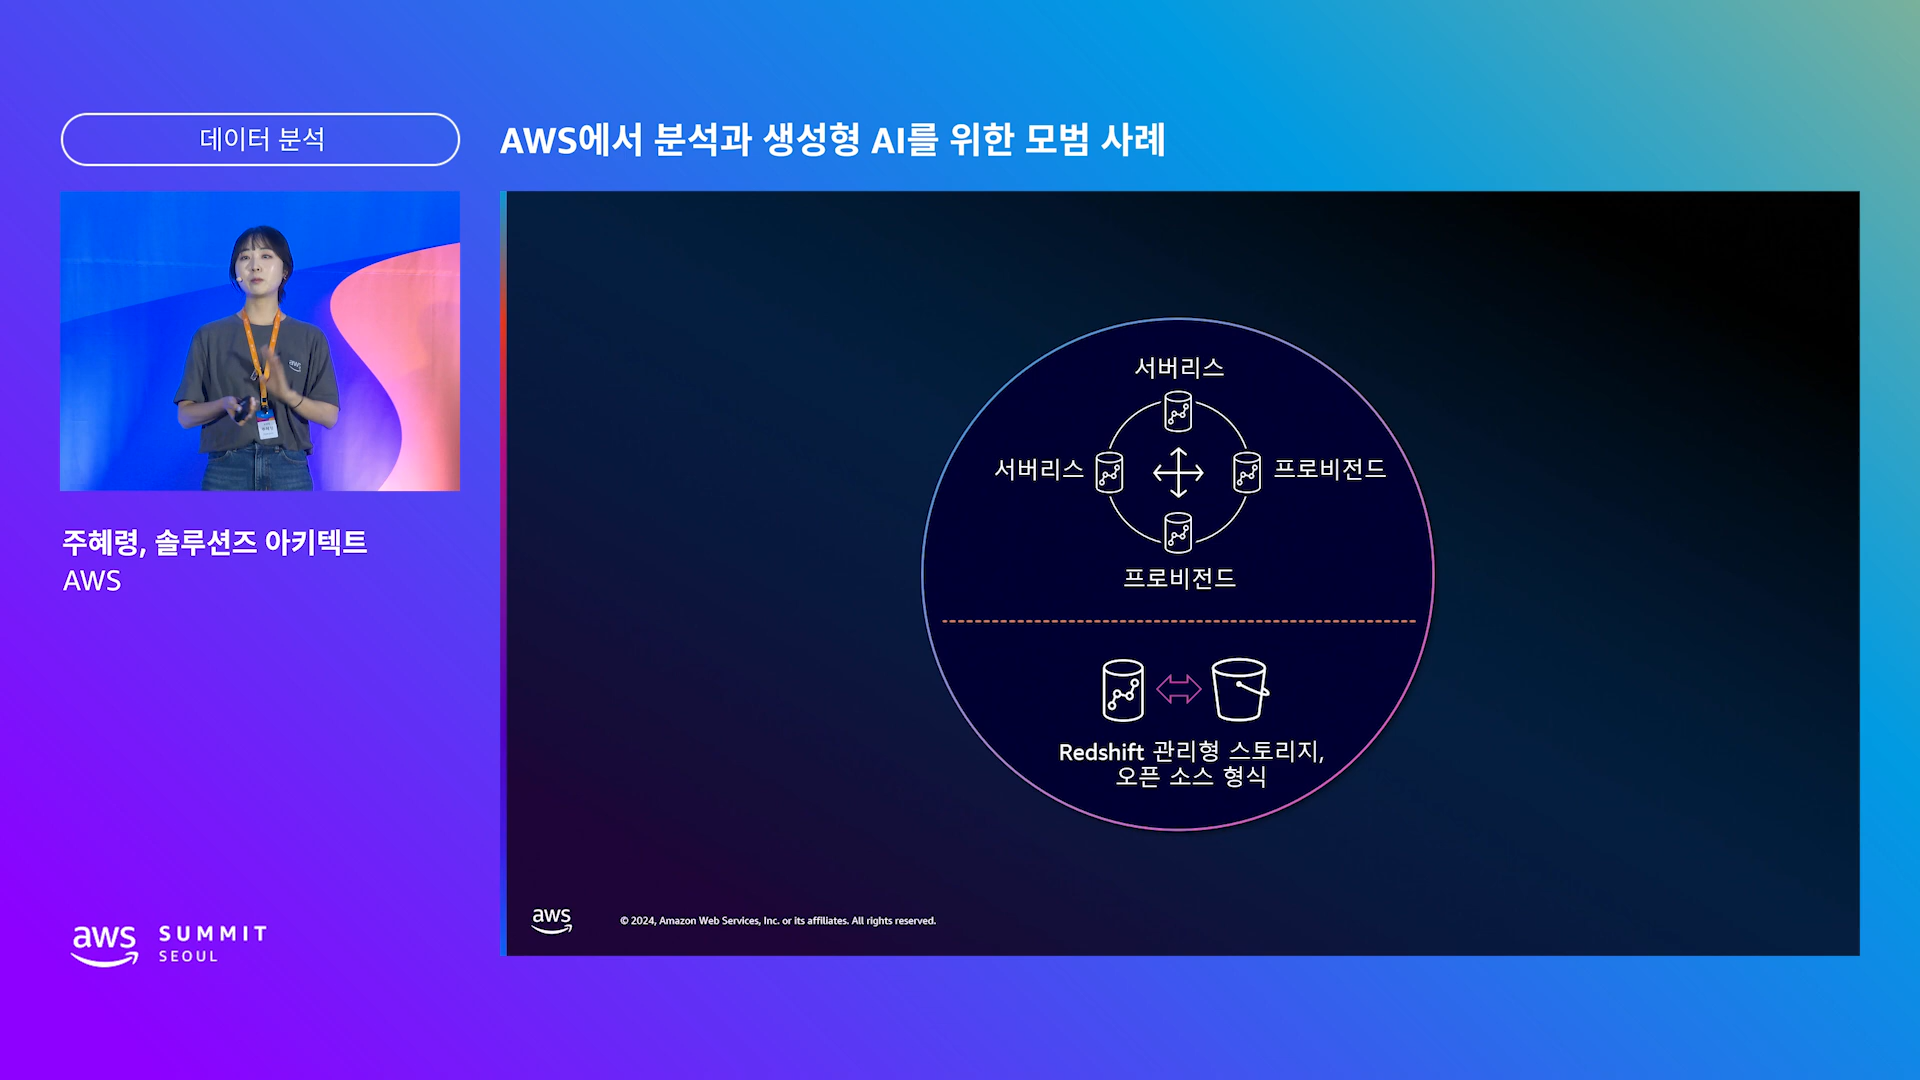 데이터 분석
AWS에서 분석과 생성형 AI를 위한 모범 사례
aws
주혜령, 솔루션즈 아키텍트
AWS
서버리스
서버리스
프로비전드
프로비전드
Redshift 관리형 스토리지,
오픈 소스 형식
aws
© 2024, Amazon Web Services, Inc. or its affiliates. All rights reserved.
aws
SUMMIT
SEOUL